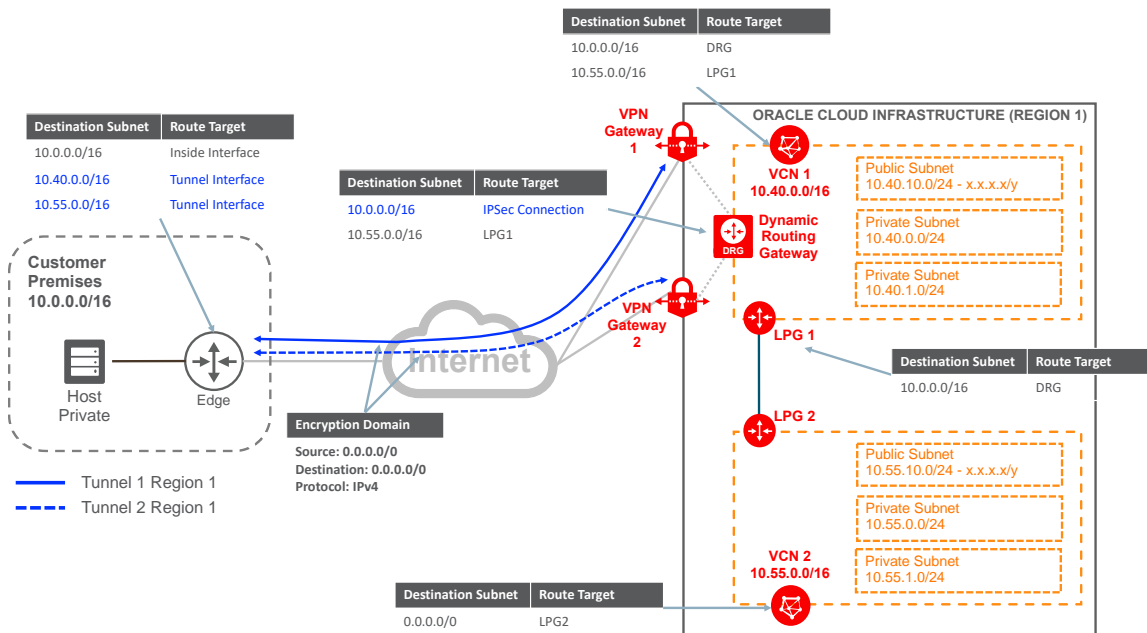 Destination Subnet Route Target
10.0.0.0/16 DRG
10.55.0.0/16 LPG1
ORACLE CLOUD INFRASTRUCTURE (REGION 1)
VPN
Gateway
1
VCN 1
10.40.0.0/16
Public Subnet
10.40.10.0/24 - x.x.x.x/y
Private Subnet
10.40.0.0/24
Private Subnet
10.40.1.0/24
Destination Subnet Route Target
10.0.0.0/16 Inside Interface
10.40.0.0/16 Tunnel Interface
10.55.0.0/16 Tunnel Interface
Destination Subnet Route Target
10.0.0.0/16 IPSec Connection
10.55.0.0/16 LPG1
DRG
Dynamic
Routing
Gateway
Customer
Premises
10.0.0.0/16
Host
Private
Edge
Internet
VPN
Gateway
2
LPG 1
Destination Subnet Route Target
10.0.0.0/16 DRG
LPG 2
Encryption Domain
Source: 0.0.0.0/0
Destination: 0.0.0.0/0
Protocol: IPv4
Tunnel 1 Region 1
Tunnel 2 Region 1
Public Subnet
10.55.10.0/24 - x.x.x.x/y
Private Subnet
10.55.0.0/24
Private Subnet
10.55.1.0/24
VCN 2
10.55.0.0/16
Destination Subnet Route Target
0.0.0.0/0 LPG2